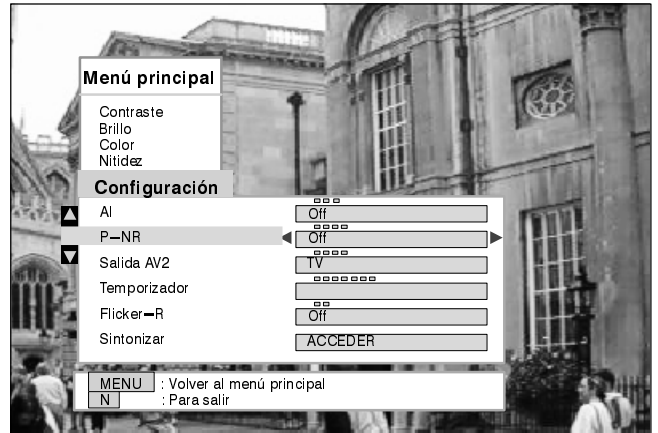 Menú principal
Contraste
Brillo
Color
Nitidez
Configuración
AI Off
P-NR Off
Salida AV2 TV
Temporizador
Flicker-R Off
Sintonizar ACCEDER
MENU : Volver al menú principal
N : Para salir